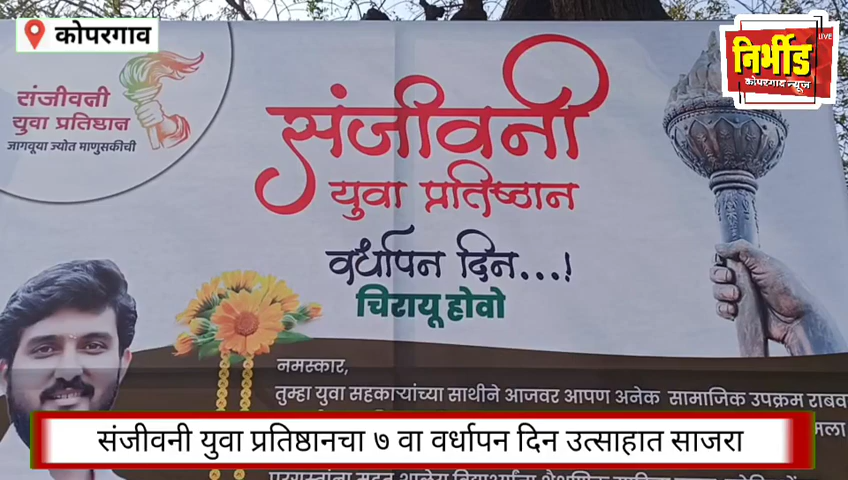 कोपरगाव
LIVE
निर्भीड
कोपरगाव न्यूज
संजीवनी
युवा प्रतिष्ठान
जागवूया ज्योत माणुसकीची
संजीवनी
युवा प्रतिष्ठान
वर्धापन दिन...!
चिरायू होवो
नमस्कार,
तुम्हा युवा सहकाऱ्यांच्या साथीने आजवर आपण अनेक सामाजिक उपक्रम राबव
मला
संजीवनी युवा प्रतिष्ठानचा ७ वा वर्धापन दिन उत्साहात साजरा